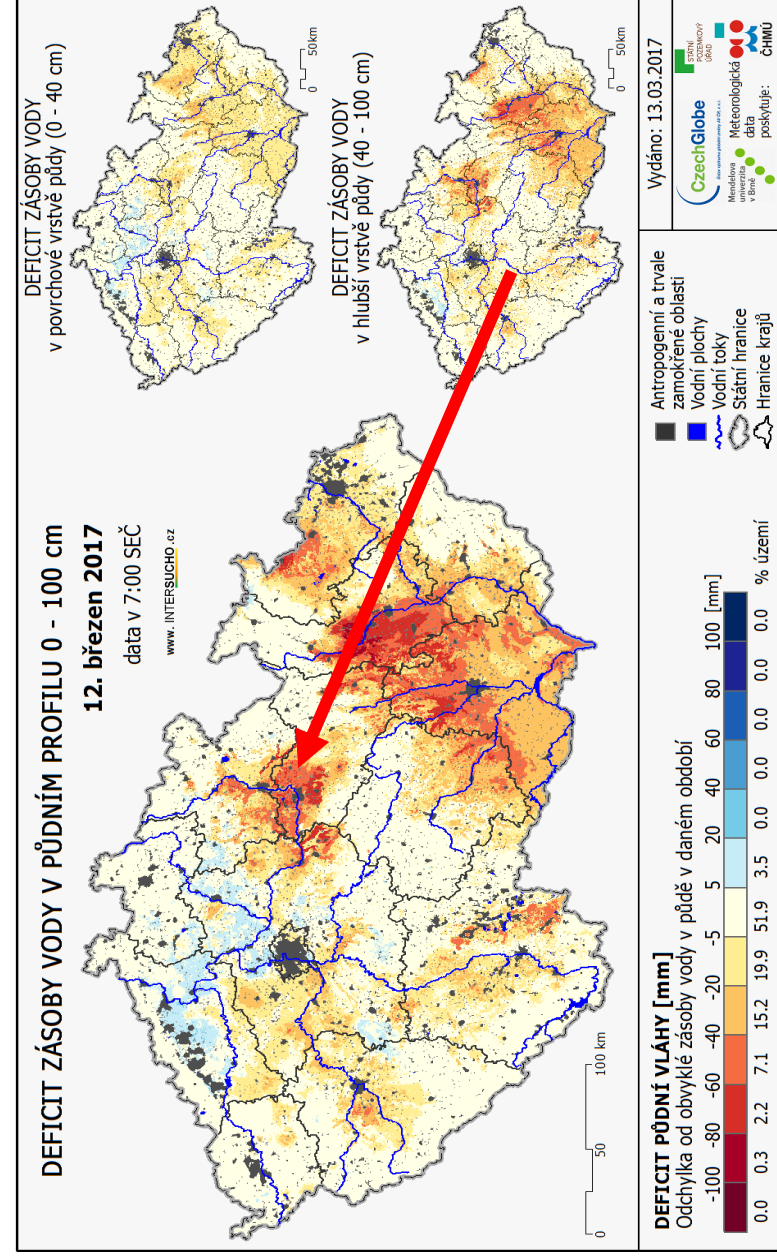 DEFICIT ZÁSOBY VODY V PŮDNÍM PROFILU 0 - 100 cm
12. březen 2017
data v 7:00 SEČ
www. INTERSUCHO.cz
0 50 100 km
DEFICIT ZÁSOBY VODY
v povrchové vrstvě půdy (0 - 40 cm)
0 50km
DEFICIT ZÁSOBY VODY
v hlubší vrstvě půdy (40 - 100 cm)
0 50km
DEFICIT PŮDNÍ VLÁHY [mm]
Odchylka od obvyklé zásoby vody v půdě v daném období
-100 -80 -60 -40 -20 -5 5 20 40 60 80 100 [mm]
0.0 0.3 2.2 7.1 15.2 19.9 51.9 3.5 0.0 0.0 0.0 0.0 0.0 % území
Antropogenní a trvale
zamokřené oblasti
Vodní plochy
Vodní toky
Státní hranice
Hranice krajů
Vydáno: 13.03.2017
CzechGlobe
STÁTNÍ
POZEMKOVÝ
ÚŘAD
Mendelova
univerzita
v Brně
Meteorologická
data
poskytuje:
ČHMÚ